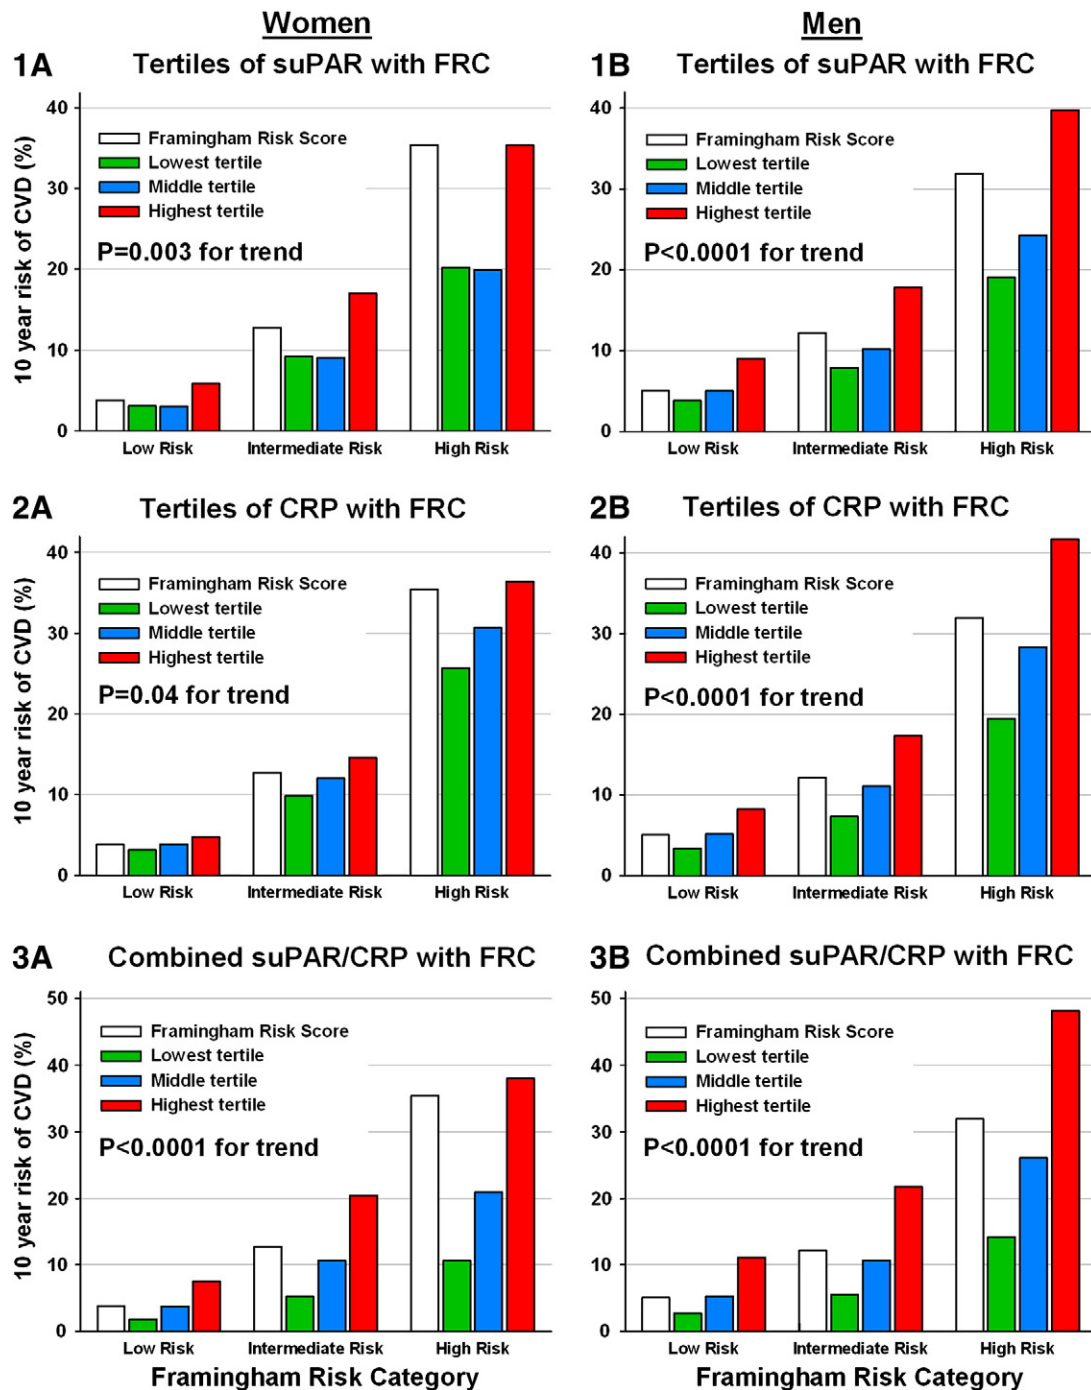 Women
Men
1A
Tertiles of suPAR with FRC
10 year risk of CVD (%)
40
30
20
10
0
Framingham Risk Score
Lowest tertile
Middle tertile
Highest tertile
P=0.003 for trend
Low Risk
Intermediate Risk
High Risk
1B
Tertiles of suPAR with FRC
40
30
20
10
0
Framingham Risk Score
Lowest tertile
Middle tertile
Highest tertile
P<0.0001 for trend
Low Risk
Intermediate Risk
High Risk
2A
Tertiles of CRP with FRC
10 year risk of CVD (%)
40
30
20
10
0
Framingham Risk Score
Lowest tertile
Middle tertile
Highest tertile
P=0.04 for trend
Low Risk
Intermediate Risk
High Risk
2B
Tertiles of CRP with FRC
40
30
20
10
0
Framingham Risk Score
Lowest tertile
Middle tertile
Highest tertile
P<0.0001 for trend
Low Risk
Intermediate Risk
High Risk
3A
Combined suPAR/CRP with FRC
10 year risk of CVD (%)
50
40
30
20
10
0
Framingham Risk Score
Lowest tertile
Middle tertile
Highest tertile
P<0.0001 for trend
Low Risk
Intermediate Risk
High Risk
Framingham Risk Category
3B
Combined suPAR/CRP with FRC
50
40
30
20
10
0
Framingham Risk Score
Lowest tertile
Middle tertile
Highest tertile
P<0.0001 for trend
Low Risk
Intermediate Risk
High Risk
Framingham Risk Category